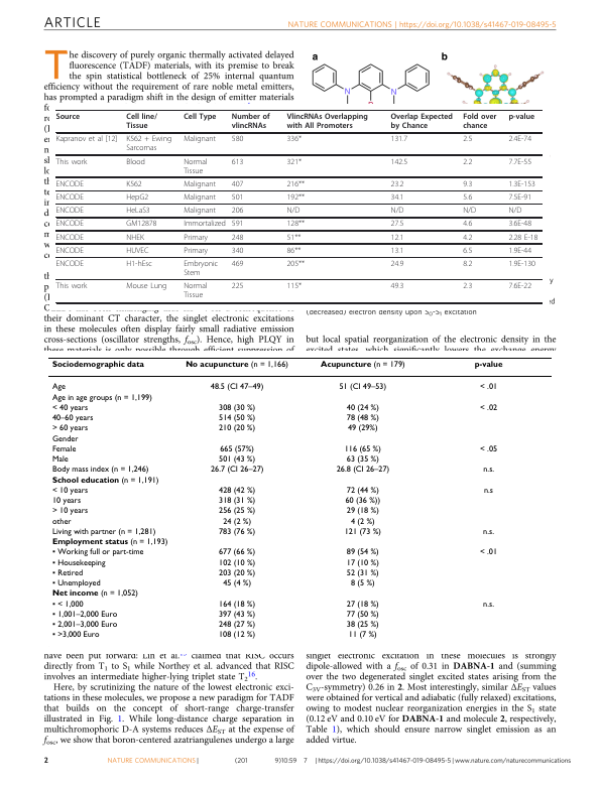 ARTICLE
NATURE COMMUNICATIONS | https://doi.org/10.1038/s41467-019-08495-5
The discovery of purely organic thermally activated delayed
fluorescence (TADF) materials, with its premise to break
the spin statistical bottleneck of 25% internal quantum
efficiency without the requirement of rare noble metal emitters,
has prompted a paradigm shift in the design of emitter materials
a
b
N
N
Source Cell line/ Tissue Cell Type Number of vlincRNAs VlincRNAs Overlapping with All Promoters Overlap Expected by Chance Fold over chance p-value
Kapranov et al [12] K562 + Ewing Sarcomas Malignant 580 336* 131.7 2.5 2.4E-74
This work Blood Normal Tissue 613 321* 142.5 2.2 7.7E-55
ENCODE K562 Malignant 407 216** 23.2 9.3 1.3E-153
ENCODE HepG2 Malignant 501 192** 34.1 5.6 7.5E-91
ENCODE HeLaS3 Malignant 206 N/D N/D N/D N/D
ENCODE GM12878 Immortalized 591 128** 27.5 4.6 3.6E-48
ENCODE NHEK Primary 248 51** 12.1 4.2 2.28 E-18
ENCODE HUVEC Primary 340 86** 13.1 6.5 1.9E-44
ENCODE H1-hEsc Embryonic Stem 469 205** 24.9 8.2 1.9E-130
This work Mouse Lung Normal Tissue 225 115* 49.3 2.3 7.6E-22
their dominant CT character, the singlet electronic excitations
in these molecules often display fairly small radiative emission
cross-sections (oscillator strengths, fosc). Hence, high PLQY in
these materials is only possible through efficient suppression of
(decreased) electron density upon S0-S1 excitation
but local spatial reorganization of the electronic density in the
excited states, which significantly lowers the exchange energy
Sociodemographic data No acupuncture (n = 1,166) Acupuncture (n = 179) p-value
Age 48.5 (CI 47–49) 51 (CI 49–53) < .01
Age in age groups (n = 1,199)
< 40 years 308 (30 %) 40 (24 %) < .02
40–60 years 514 (50 %) 78 (48 %)
> 60 years 210 (20 %) 49 (29%)
Gender
Female 665 (57%) 116 (65 %) < .05
Male 501 (43 %) 63 (35 %)
Body mass index (n = 1,246) 26.7 (CI 26–27) 26.8 (CI 26–27) n.s.
School education (n = 1,191)
< 10 years 428 (42 %) 72 (44 %) n.s
10 years 318 (31 %) 60 (36 %))
> 10 years 256 (25 %) 29 (18 %)
other 24 (2 %) 4 (2 %)
Living with partner (n = 1,281) 783 (76 %) 121 (73 %) n.s.
Employment status (n = 1,193)
• Working full or part-time 677 (66 %) 89 (54 %) < .01
• Housekeeping 102 (10 %) 17 (10 %)
• Retired 203 (20 %) 52 (31 %)
• Unemployed 45 (4 %) 8 (5 %)
Net income (n = 1,052)
• < 1,000 164 (18 %) 27 (18 %) n.s.
• 1,001–2,000 Euro 397 (43 %) 77 (50 %)
• 2,001–3,000 Euro 248 (27 %) 38 (25 %)
• >3,000 Euro 108 (12 %) 11 (7 %)
have been put forward: Lin et al. claimed that RISC occurs
directly from T1 to S1 while Northey et al. advanced that RISC
involves an intermediate higher-lying triplet state T2 16.
Here, by scrutinizing the nature of the lowest electronic exci-
tations in these molecules, we propose a new paradigm for TADF
that builds on the concept of short-range charge-transfer
illustrated in Fig. 1. While long-distance charge separation in
multichromophoric D-A systems reduces ΔEST at the expense of
fosc, we show that boron-centered azatriangulenes undergo a large
singlet electronic excitation in these molecules is strongly
dipole-allowed with a fosc of 0.31 in DABNA-1 and (summing
over the two degenerated singlet excited states arising from the
C3V-symmetry) 0.26 in 2. Most interestingly, similar ΔEST values
were obtained for vertical and adiabatic (fully relaxed) excitations,
owing to modest nuclear reorganization energies in the S1 state
(0.12 eV and 0.10 eV for DABNA-1 and molecule 2, respectively,
Table 1), which should ensure narrow singlet emission as an
added virtue.
2 NATURE COMMUNICATIONS | (201 9)10:59 7 | https://doi.org/10.1038/s41467-019-08495-5 | www.nature.com/naturecommunications